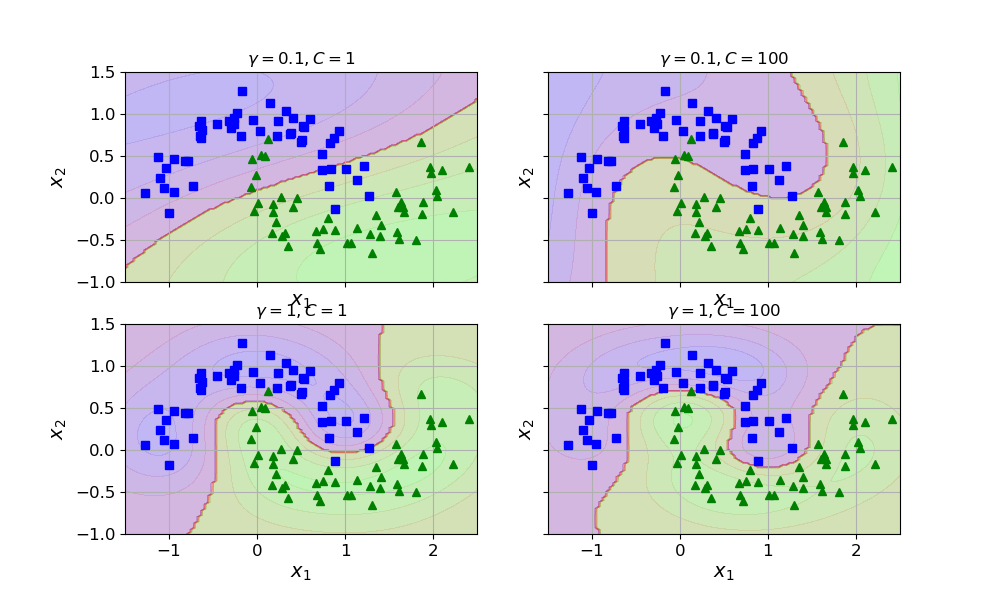 γ = 0.1, C = 1
γ = 0.1, C = 100
1.5
1.0
0.5
0.0
−0.5
−1.0
x₂
x₂
x₁
x₁
γ = 1, C = 1
γ = 1, C = 100
1.5
1.0
0.5
0.0
−0.5
−1.0
x₂
x₂
−1 0 1 2
−1 0 1 2
x₁
x₁